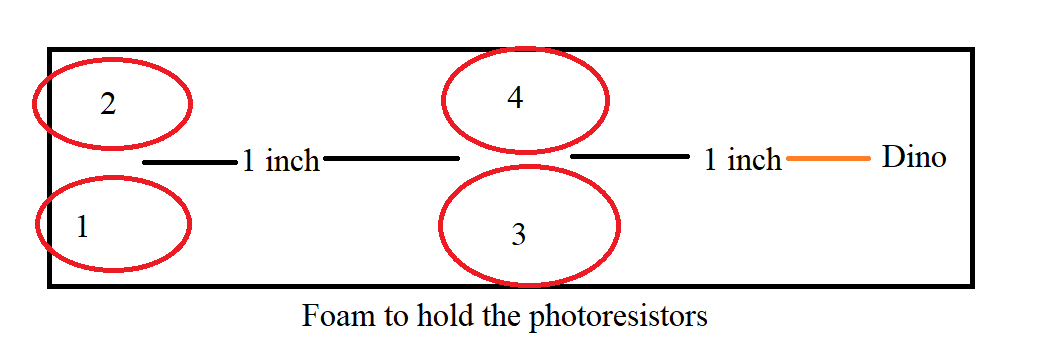 2
4
1 inch
1 inch
Dino
1
3
Foam to hold the photoresistors